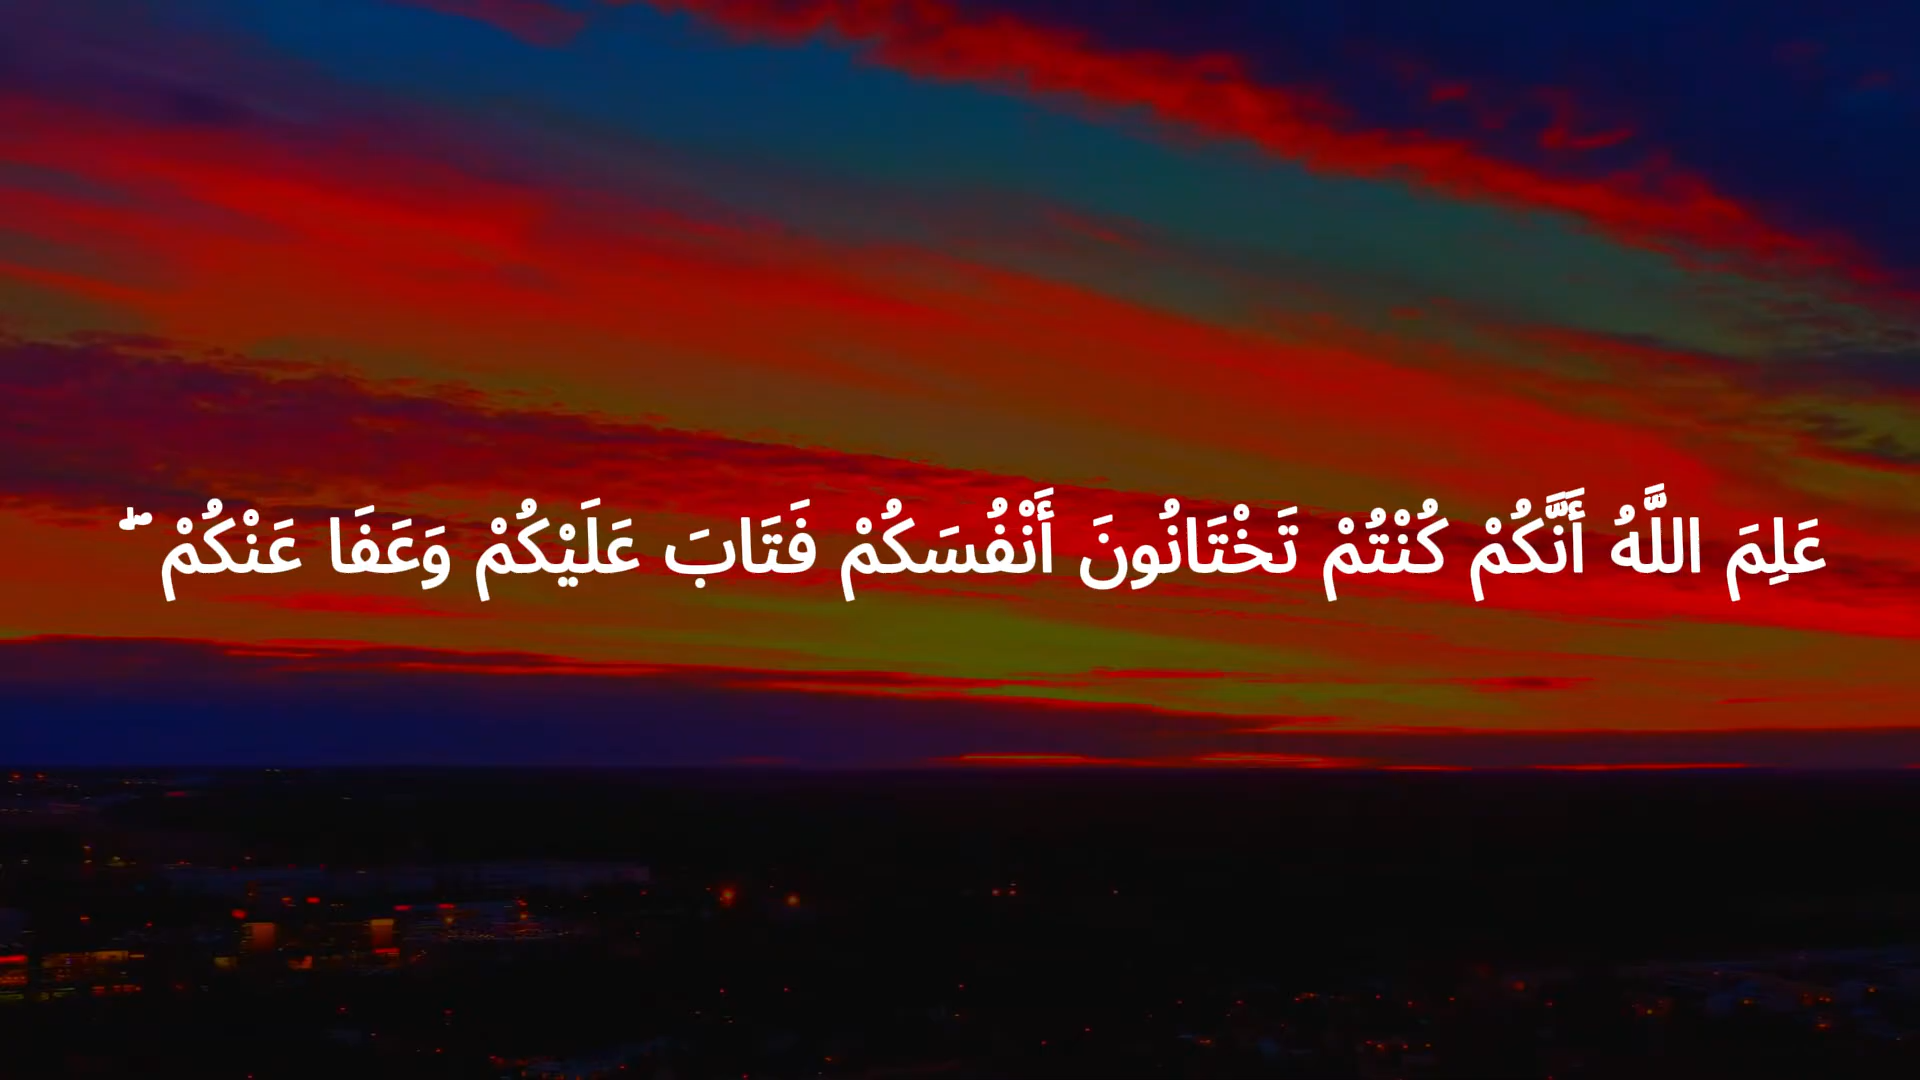 عَلِمَ اللَّهُ أَنَّكُمْ كُنْتُمْ تَخْتَانُونَ أَنْفُسَكُمْ فَتَابَ عَلَيْكُمْ وَعَفَا عَنْكُمْ ۖ